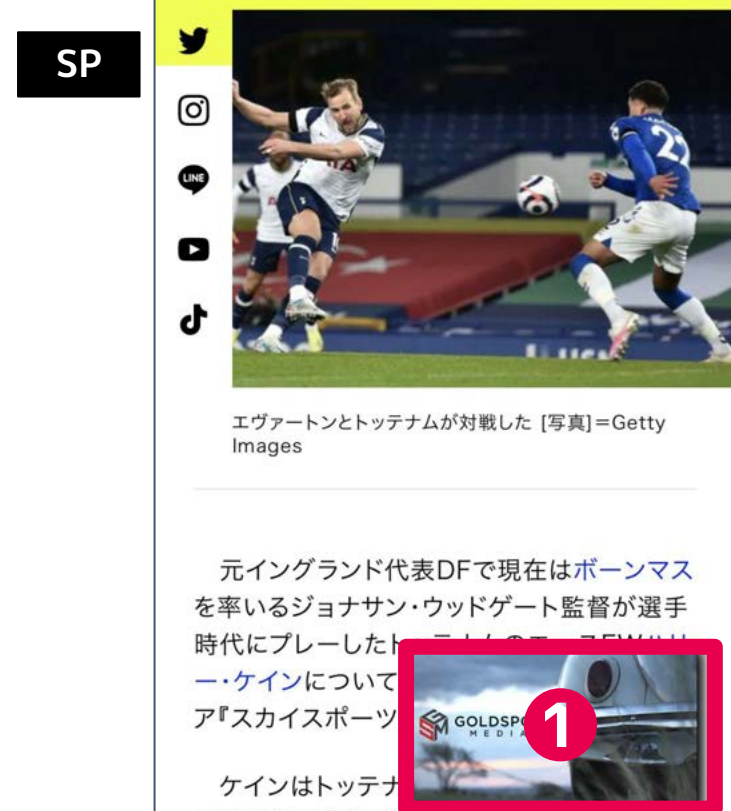 SP
LINE
AIA
22
エヴァートンとトッテナムが対戦した [写真]=Getty
Images
元イングランド代表DFで現在はボーンマス
を率いるジョナサン・ウッドゲート監督が選手
時代にプレーした
ー・ケインについて
ア『スカイスポーツ
1
MEDI
ケインはトッテナ